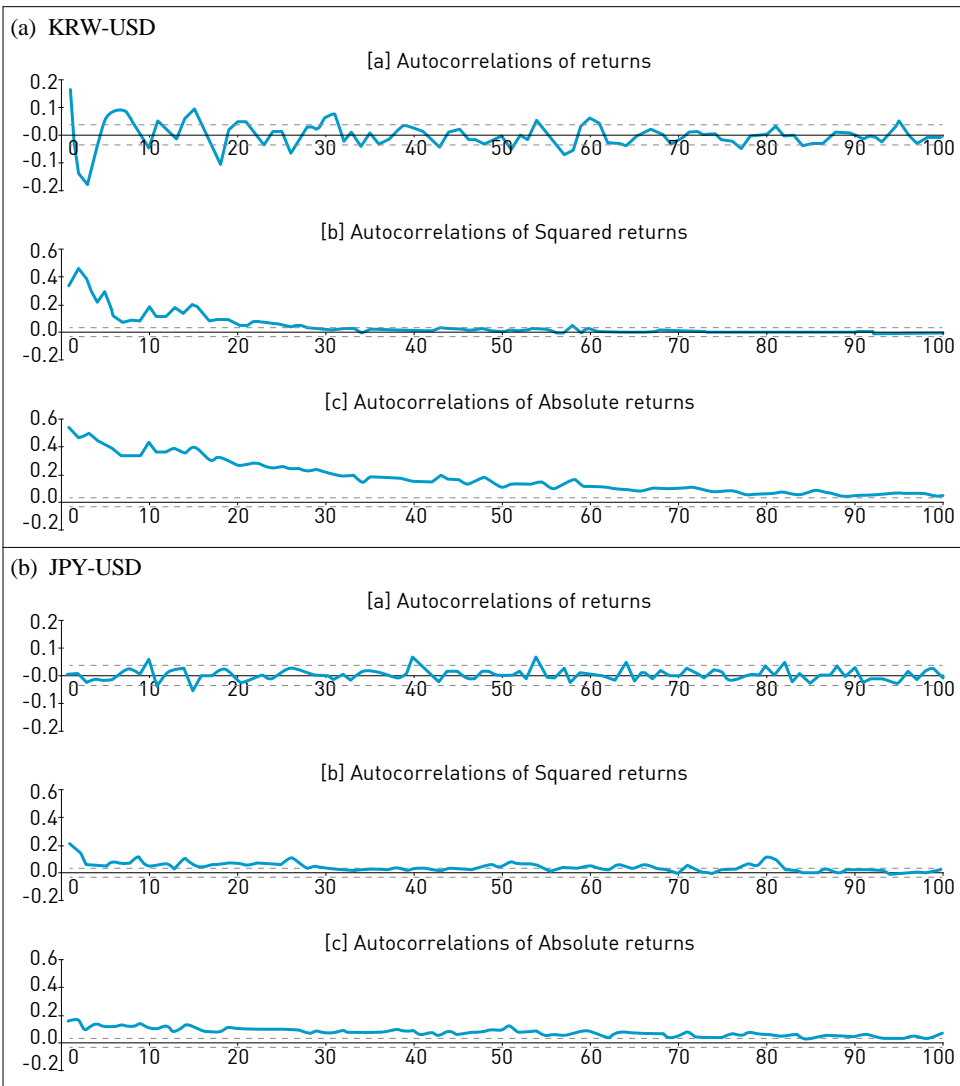 (a) KRW-USD
[a] Autocorrelations of returns
0.2
0.1
-0.0
-0.1
-0.2
0 10 20 30 40 50 60 70 80 90 100
[b] Autocorrelations of Squared returns
0.6
0.4
0.2
0.0
-0.2
0 10 20 30 40 50 60 70 80 90 100
[c] Autocorrelations of Absolute returns
0.6
0.4
0.2
0.0
-0.2
0 10 20 30 40 50 60 70 80 90 100
(b) JPY-USD
[a] Autocorrelations of returns
0.2
0.1
-0.0
-0.1
-0.2
0 10 20 30 40 50 60 70 80 90 100
[b] Autocorrelations of Squared returns
0.6
0.4
0.2
0.0
-0.2
0 10 20 30 40 50 60 70 80 90 100
[c] Autocorrelations of Absolute returns
0.6
0.4
0.2
0.0
-0.2
0 10 20 30 40 50 60 70 80 90 100